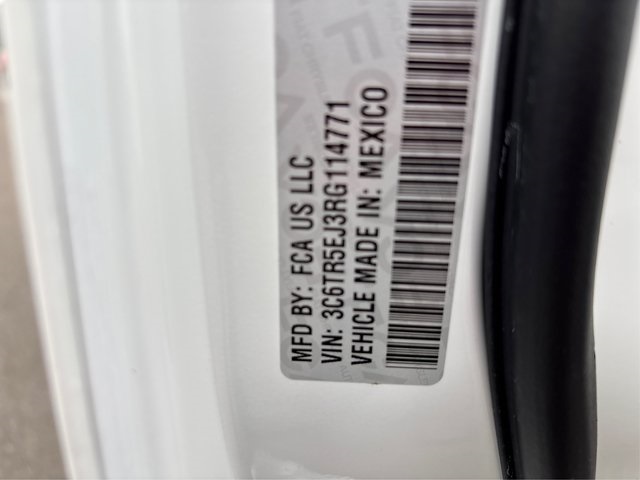 MFD BY: FCA US LLC
VIN: 3C6TR5EJ3RG114771
VEHICLE MADE IN: MEXICO